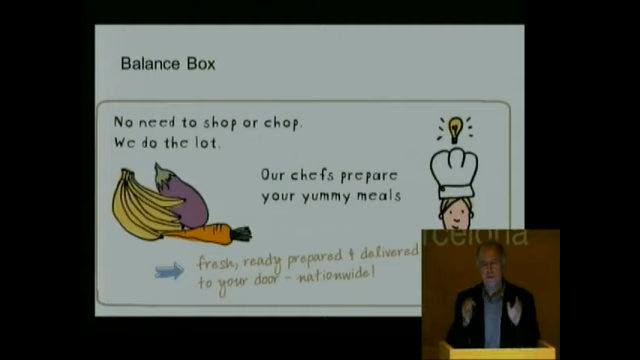 Balance Box
No need to shop or chop.
We do the lot.
Our chefs prepare
your yummy meals
fresh, ready prepared & delivered
to your door - nationwide!
rcelona